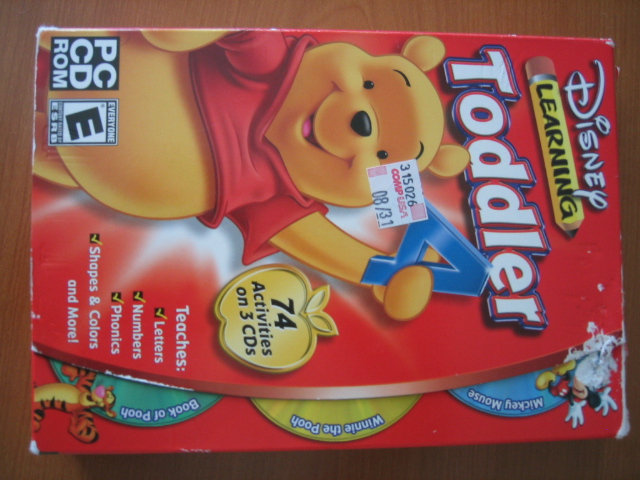 DISNEY
LEARNING
Toddler
315026
COMP USA
08/31
A
74
Activities
on 3 CDs
Teaches:
Letters
Numbers
Phonics
Shapes & Colors
and More!
PC
CD
ROM
EVERYONE
E
ESRB
Mickey Mouse
Winnie the Pooh
Book of Pooh